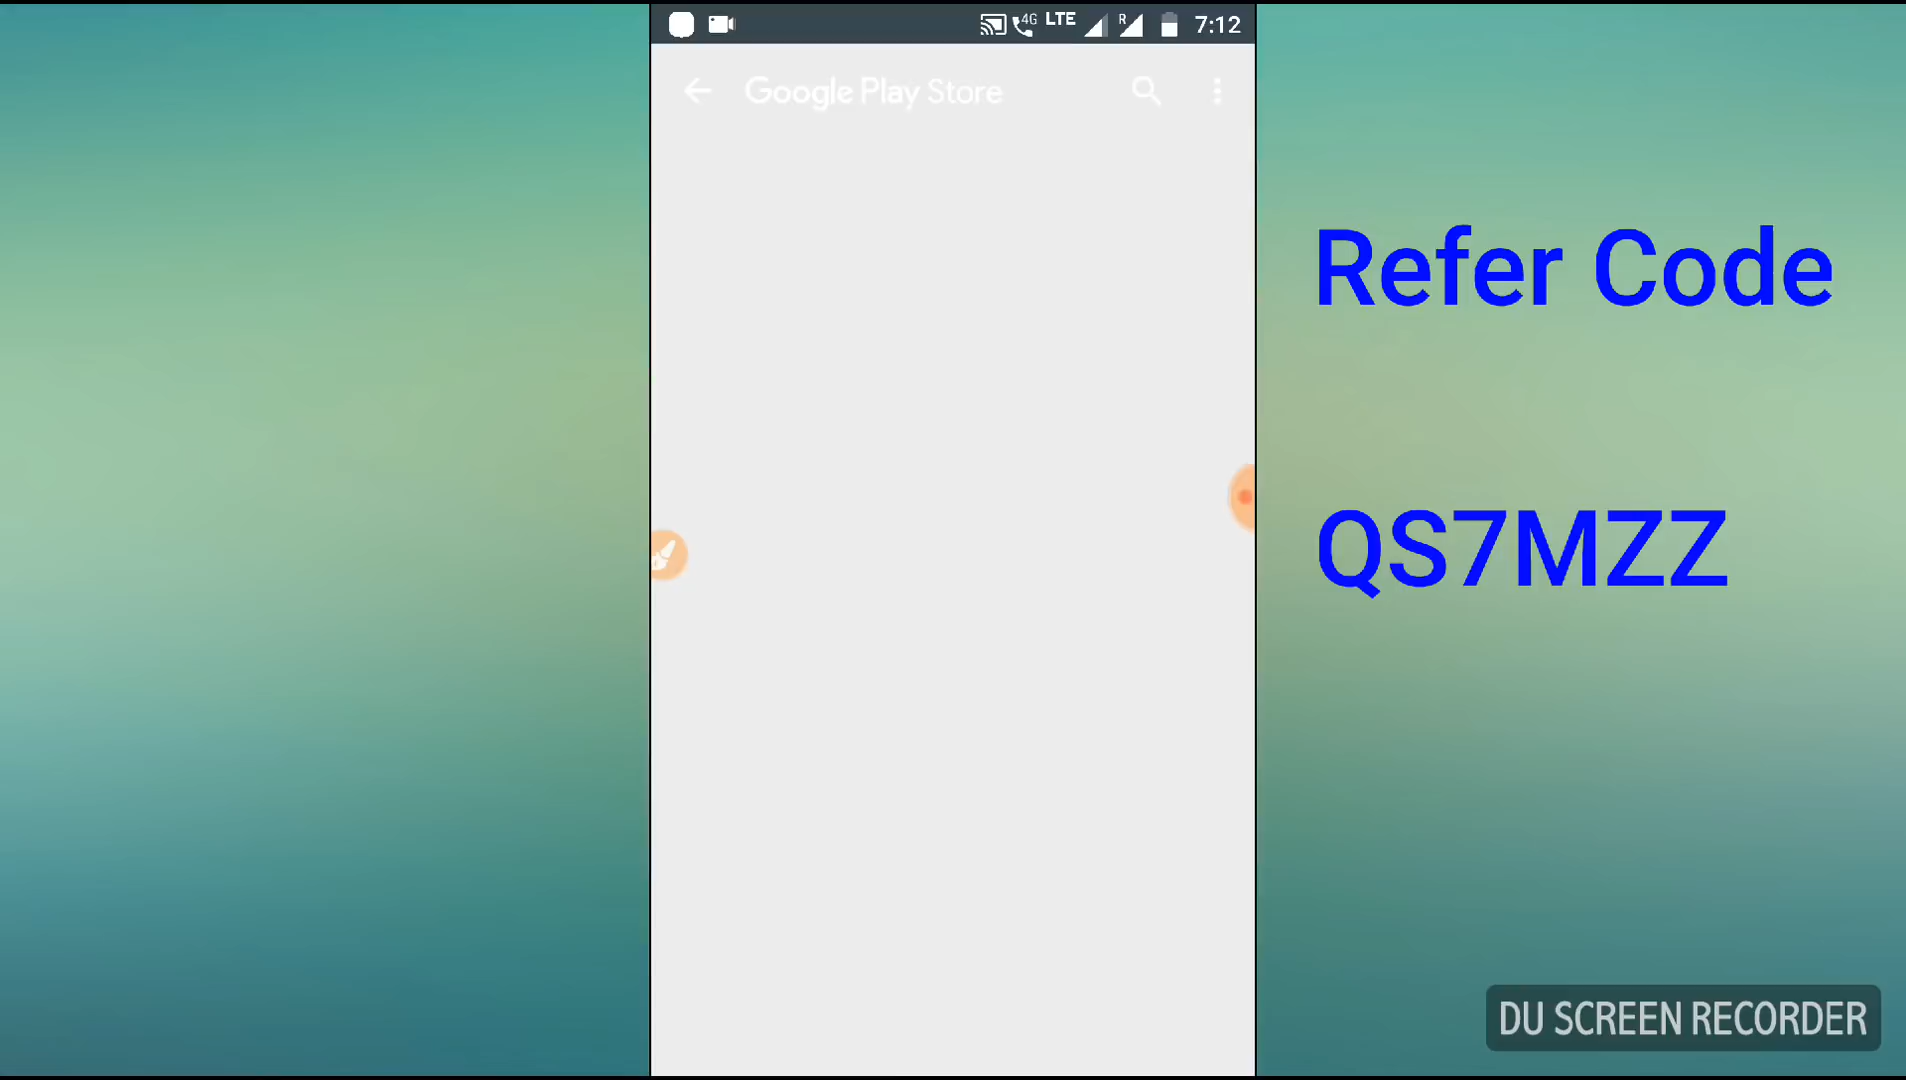 4G LTE R 7:12
Google Play Store
Refer Code
QS7MZZ
DU SCREEN RECORDER